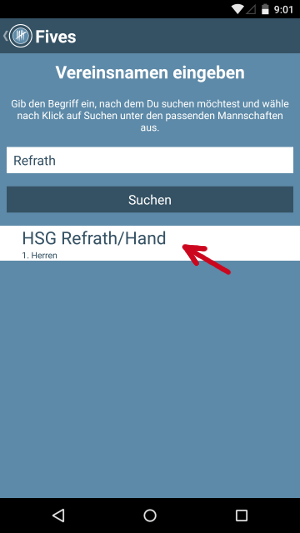 9:01
Fives
Vereinsnamen eingeben
Gib den Begriff ein, nach dem Du suchen möchtest und wähle
nach Klick auf Suchen unter den passenden Mannschaften
aus.
Refrath
Suchen
HSG Refrath/Hand
1. Herren